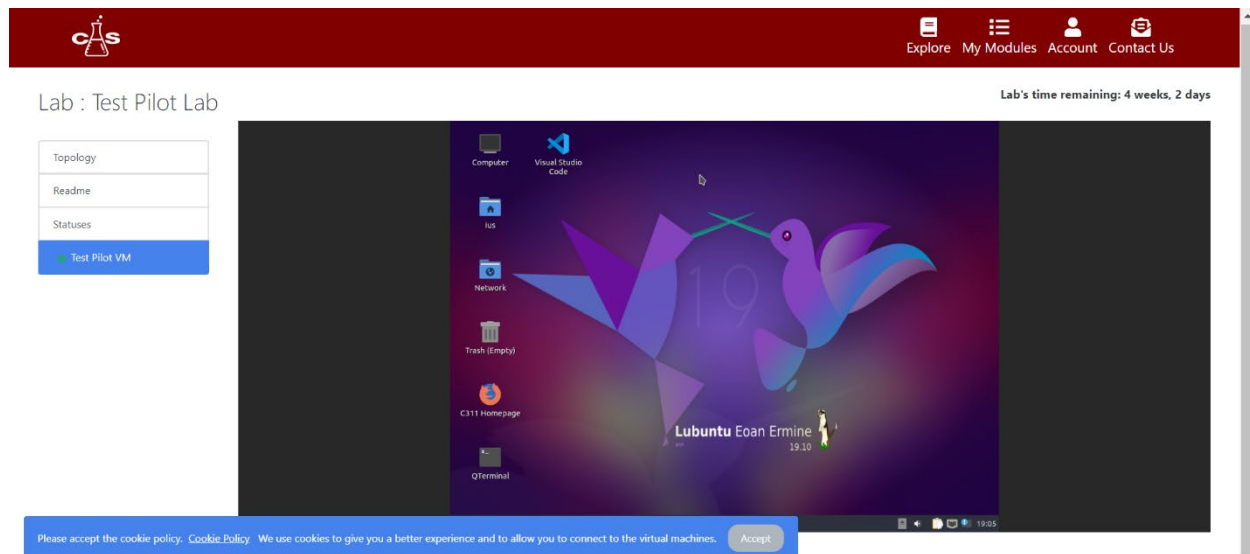 cas
Explore My Modules Account Contact Us
Lab : Test Pilot Lab
Lab's time remaining: 4 weeks, 2 days
Topology
Readme
Statuses
Test Pilot VM
Computer
Visual Studio
Code
ius
Network
Trash (Empty)
C311 Homepage
QTerminal
19
Lubuntu Eoan Ermine
19.10
19:05
Please accept the cookie policy. Cookie Policy We use cookies to give you a better experience and to allow you to connect to the virtual machines. Accept